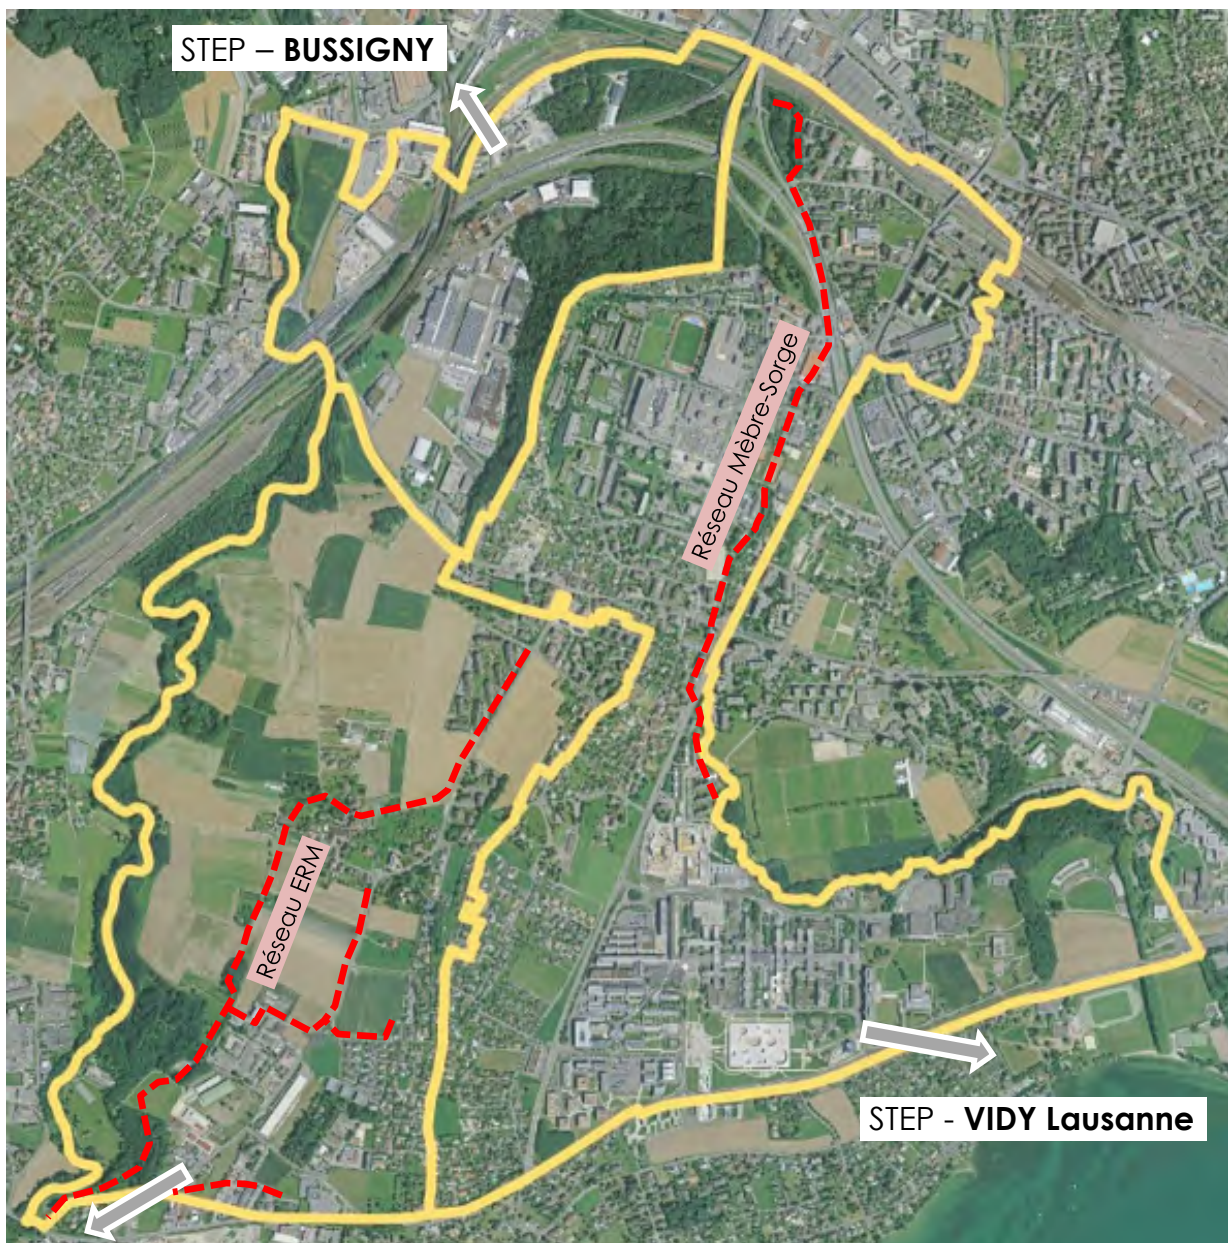 STEP – BUSSIGNY
Réseau Mèbre-Sorge
Réseau ERM
STEP - VIDY Lausanne